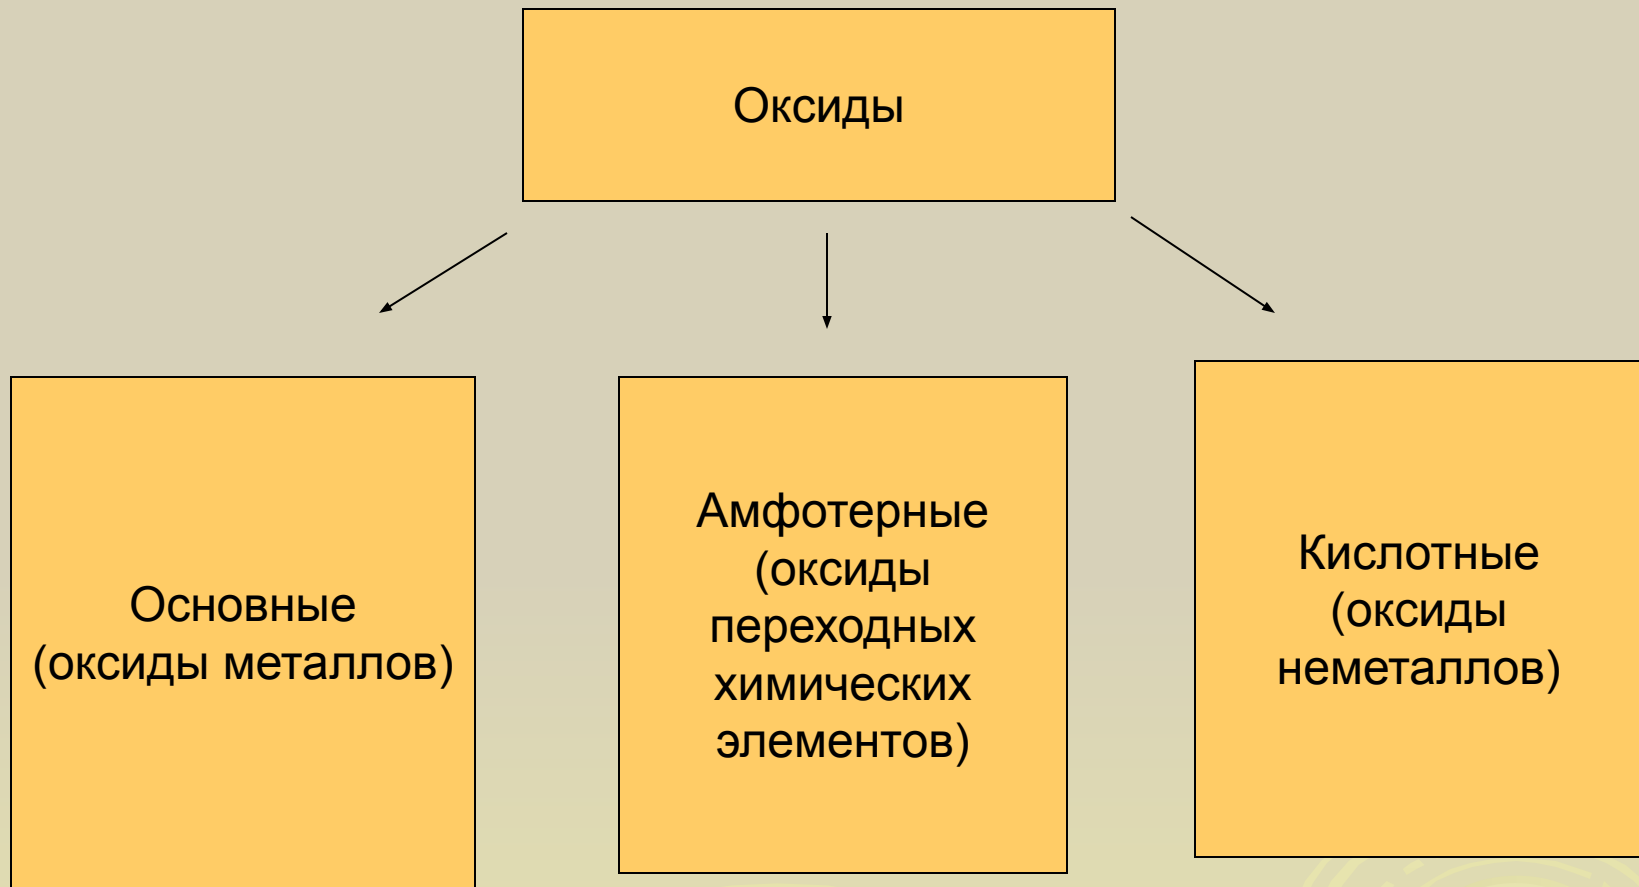 Оксиды
Основные
(оксиды металлов)
Амфотерные
(оксиды
переходных
химических
элементов)
Кислотные
(оксиды
неметаллов)